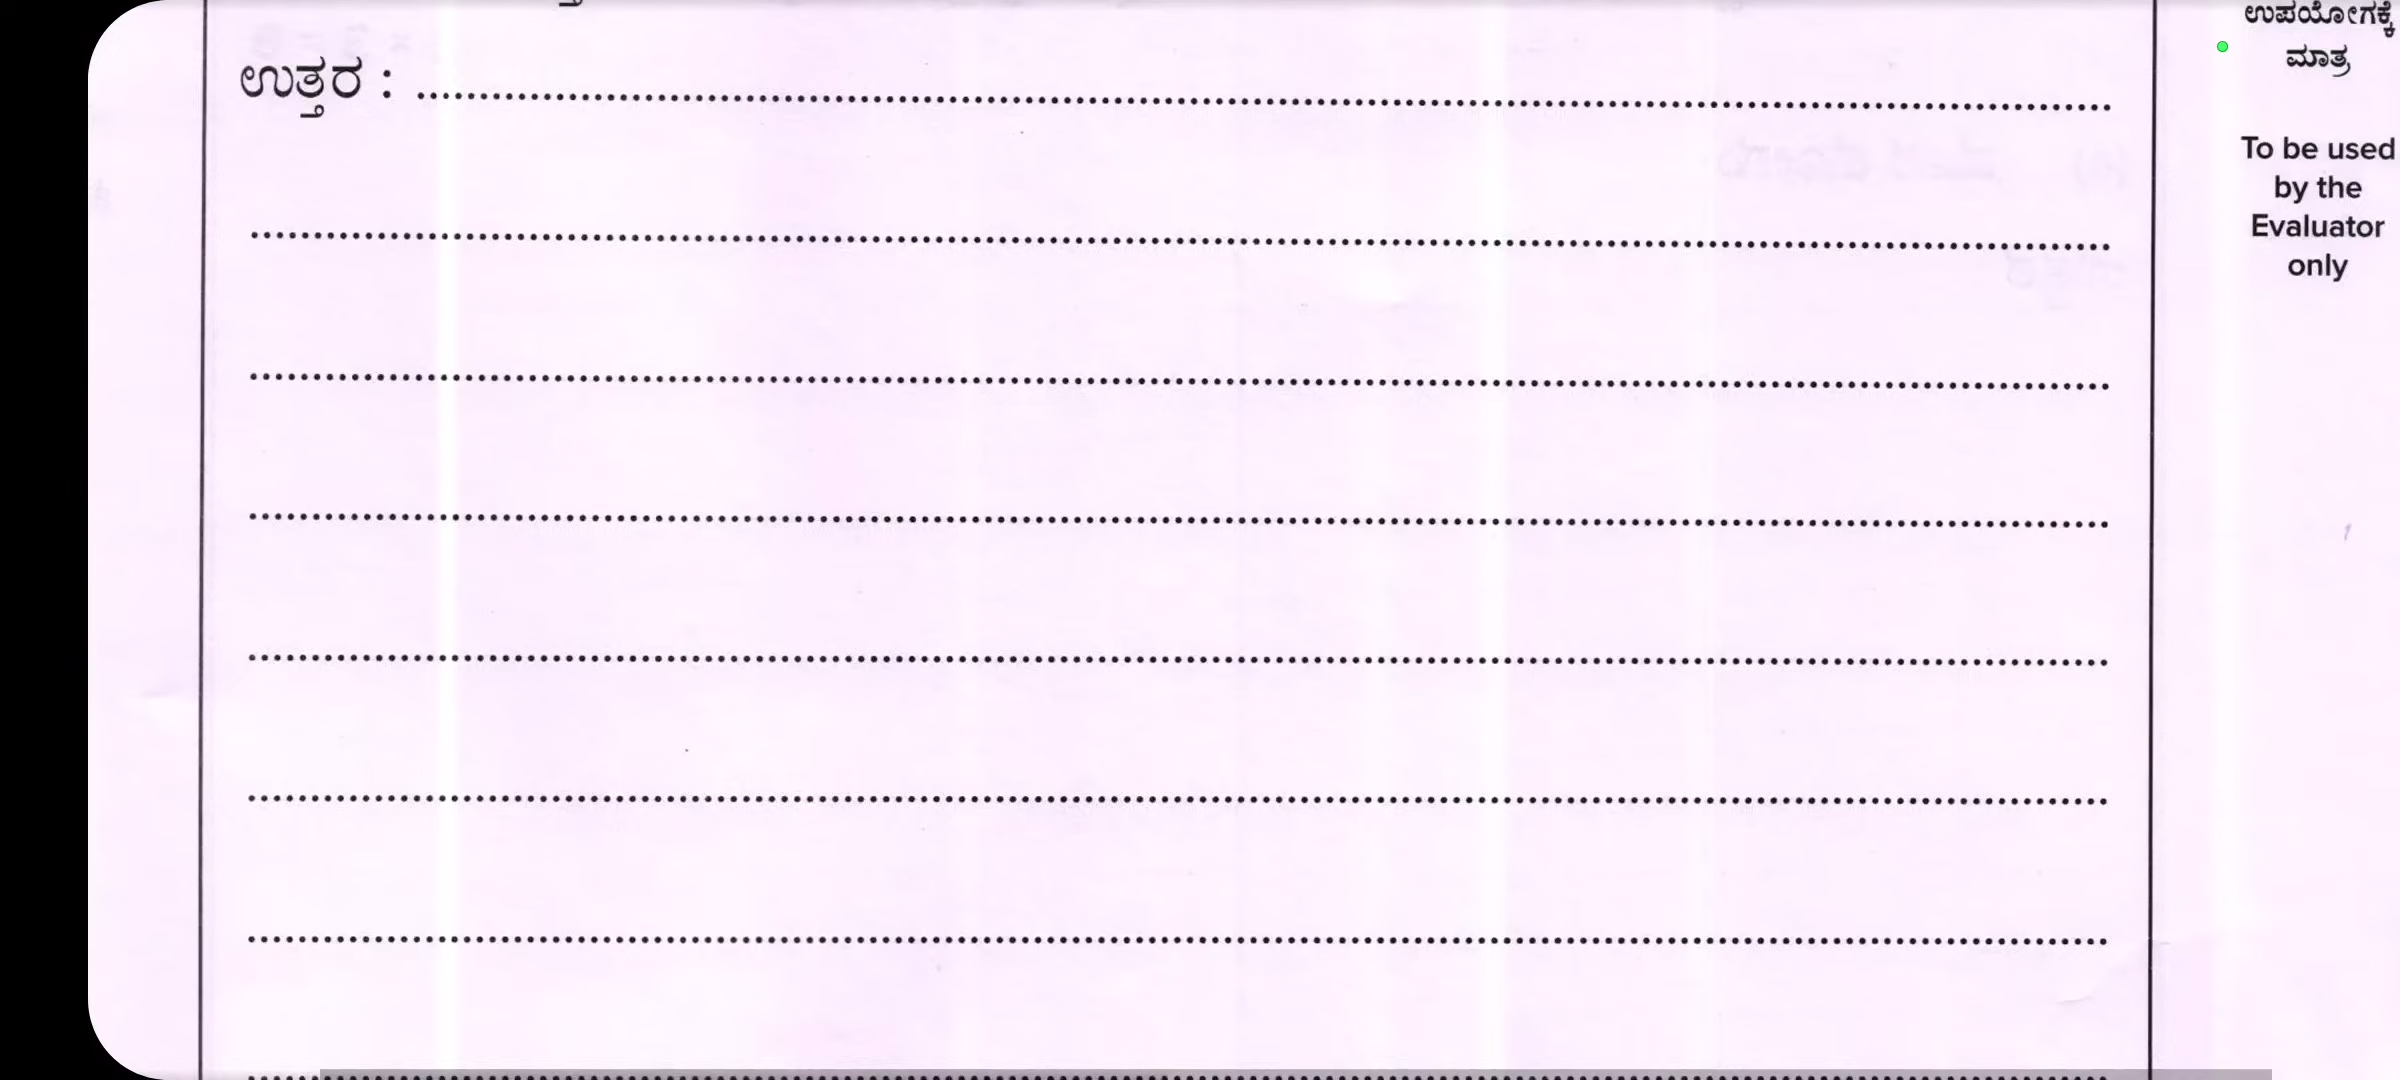 ಉತ್ತರ : ..........
ಉಪಯೋಗಕ್ಕೆ
ಮಾತ್ರ
To be used
by the
Evaluator
only